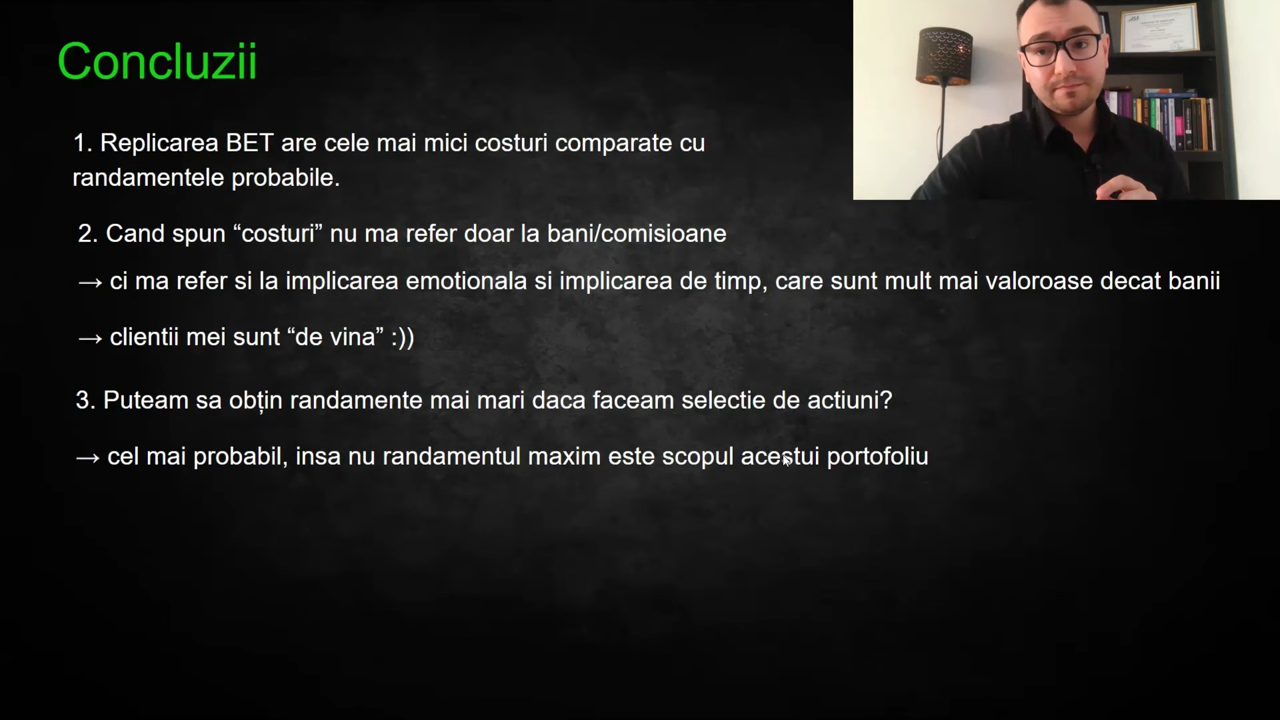 Concluzii
1. Replicarea BET are cele mai mici costuri comparate cu
randamentele probabile.
2. Cand spun “costuri” nu ma refer doar la bani/comisioane
→ ci ma refer si la implicarea emotionala si implicarea de timp, care sunt mult mai valoroase decat banii
→ clientii mei sunt “de vina” :))
3. Puteam sa obțin randamente mai mari daca faceam selectie de actiuni?
→ cel mai probabil, insa nu randamentul maxim este scopul acestui portofoliu